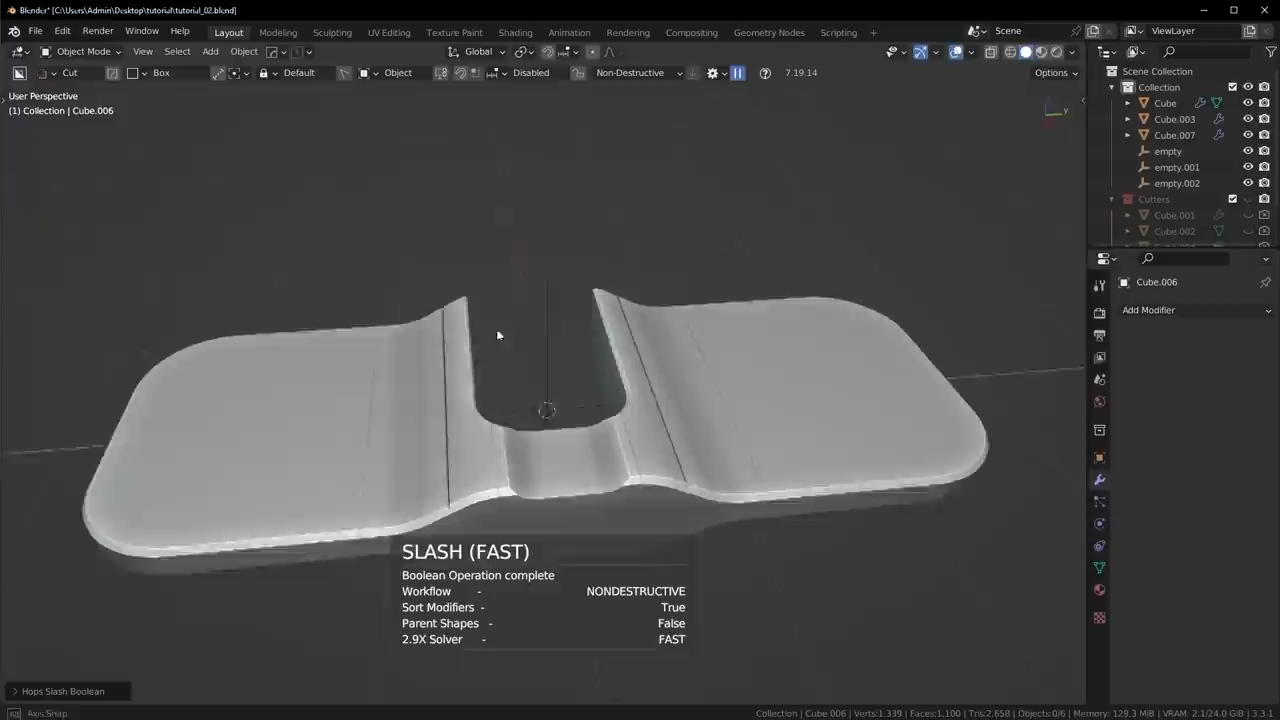 Blender* [C:\Users\Admin\Desktop\tutorial\tutorial_02.blend]
File Edit Render Window Help Layout Modeling Sculpting UV Editing Texture Paint Shading Animation Rendering Compositing Geometry Nodes Scripting Scene ViewLayer
Object Mode View Select Add Object Global
Cut Box Default Object Disabled Non-Destructive 7.19.14 Options
User Perspective
(1) Collection | Cube.006
Y
Scene Collection
Collection
Cube
Cube.003
Cube.007
empty
empty.001
empty.002
Cutters
Cube.001
Cube.002
Cube.006
Add Modifier
SLASH (FAST)
Boolean Operation complete
Workflow - NONDESTRUCTIVE
Sort Modifiers - True
Parent Shapes - False
2.9X Solver - FAST
Hops Slash Boolean
Axis Snap
Collection | Cube.006 | Verts:1,339 | Faces:1,100 | Tris:2,658 | Objects:0/6 | Memory: 129.3 MiB | VRAM: 2.1/24.0 GiB | 3.3.1